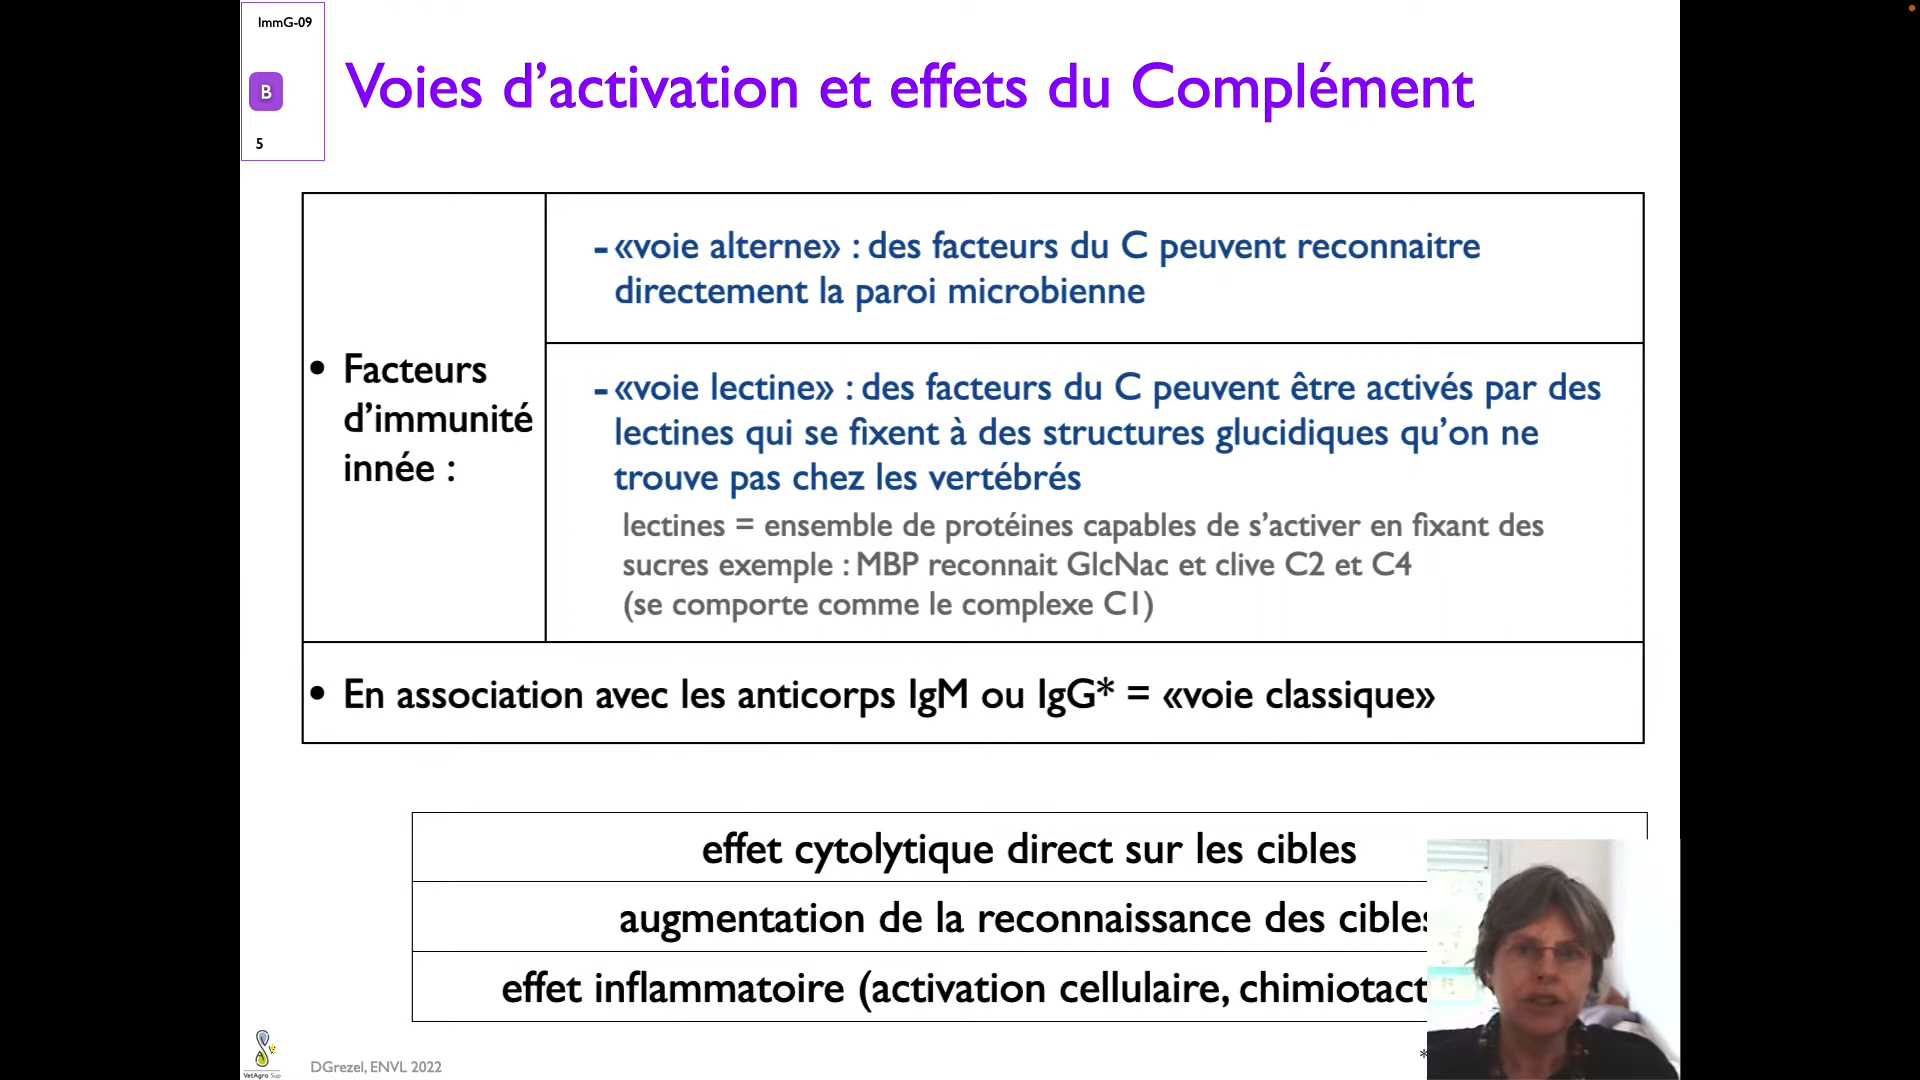 ImmG-09
B
5
Voies d’activation et effets du Complément
• Facteurs
d’immunité
innée :
- «voie alterne» : des facteurs du C peuvent reconnaitre
directement la paroi microbienne
- «voie lectine» : des facteurs du C peuvent être activés par des
lectines qui se fixent à des structures glucidiques qu’on ne
trouve pas chez les vertébrés
lectines = ensemble de protéines capables de s’activer en fixant des
sucres exemple : MBP reconnait GlcNac et clive C2 et C4
(se comporte comme le complexe C1)
• En association avec les anticorps IgM ou IgG* = «voie classique»
effet cytolytique direct sur les cibles
augmentation de la reconnaissance des cibles
effet inflammatoire (activation cellulaire, chimiotact
VetAgro Sup
DGrezel, ENVL 2022
*